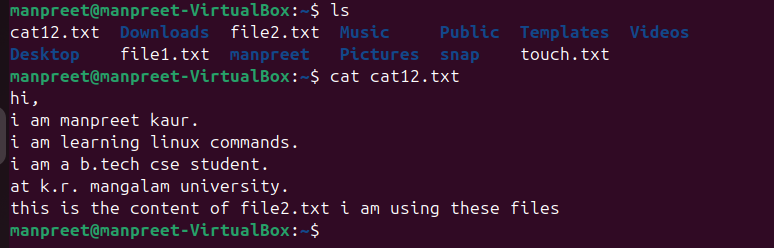 manpreet@manpreet-VirtualBox:~$ ls
cat12.txt  Downloads  file2.txt  Music     Public  Templates  Videos
Desktop    file1.txt  manpreet   Pictures  snap    touch.txt
manpreet@manpreet-VirtualBox:~$ cat cat12.txt
hi,
i am manpreet kaur.
i am learning linux commands.
i am a b.tech cse student.
at k.r. mangalam university.
this is the content of file2.txt i am using these files
manpreet@manpreet-VirtualBox:~$